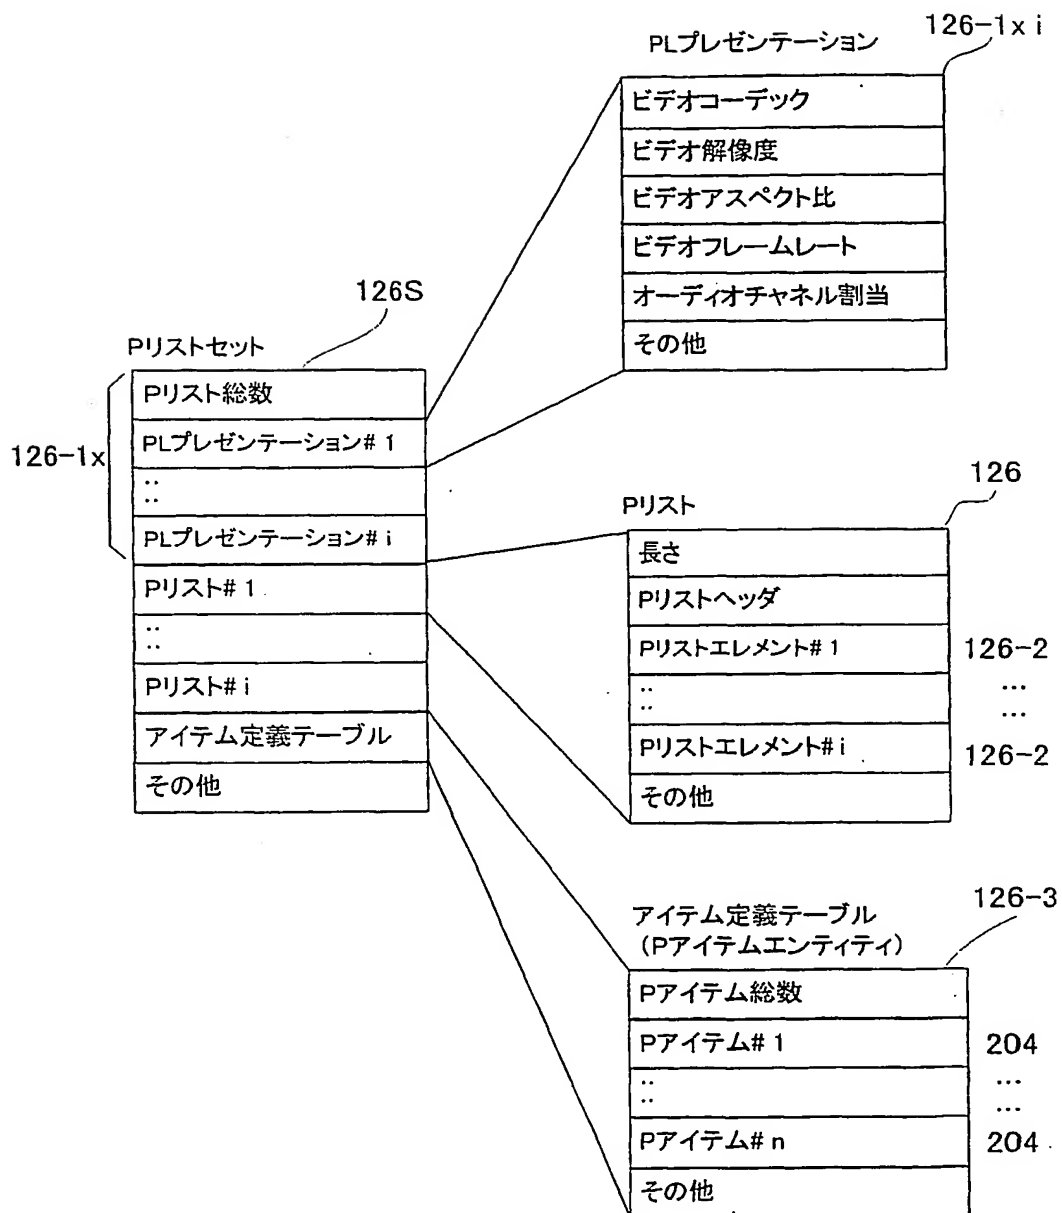 PLプレゼンテーション
126-1x i
ビデオコーデック
ビデオ解像度
ビデオアスペクト比
ビデオフレームレート
オーディオチャネル割当
その他
126S
Pリストセット
126-1x
Pリスト総数
PLプレゼンテーション#1
::
PLプレゼンテーション#i
Pリスト#1
::
Pリスト#i
アイテム定義テーブル
その他
126
Pリスト
長さ
Pリストヘッダ
Pリストエレメント#1 126-2
:: …
…
Pリストエレメント#i 126-2
その他
126-3
アイテム定義テーブル
(Pアイテムエンティティ)
Pアイテム総数
Pアイテム#1 204
:: …
…
Pアイテム#n 204
その他